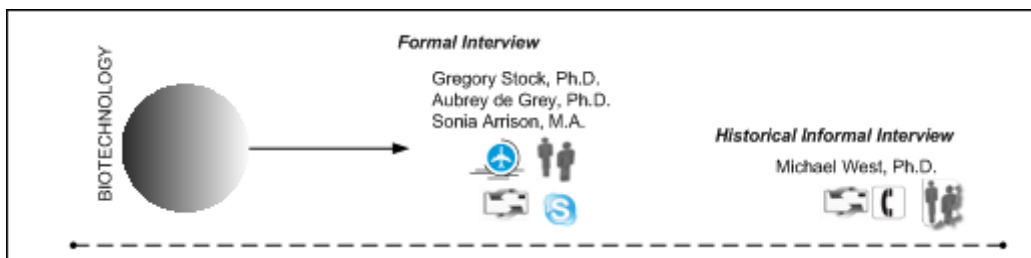 BIOTECHNOLOGY
Formal Interview
Gregory Stock, Ph.D.
Aubrey de Grey, Ph.D.
Sonia Arrison, M.A.
Historical Informal Interview
Michael West, Ph.D.
S